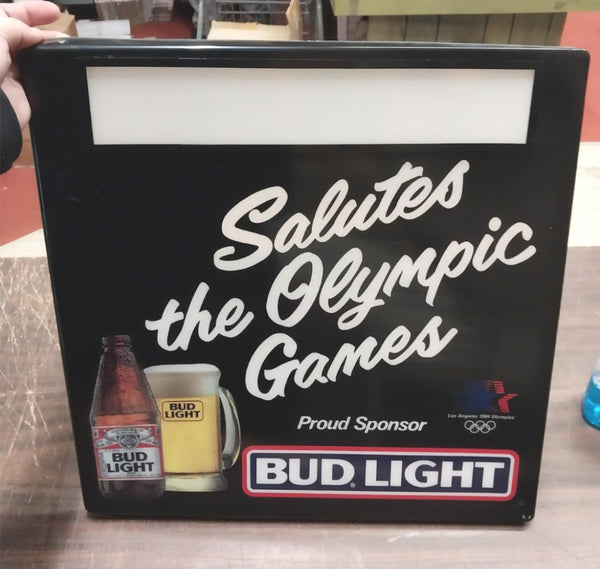 Salutes
the Olympic
Games
Proud Sponsor
Los Angeles 1984 Olympics
BUD LIGHT
BUD
LIGHT
BUD
LIGHT